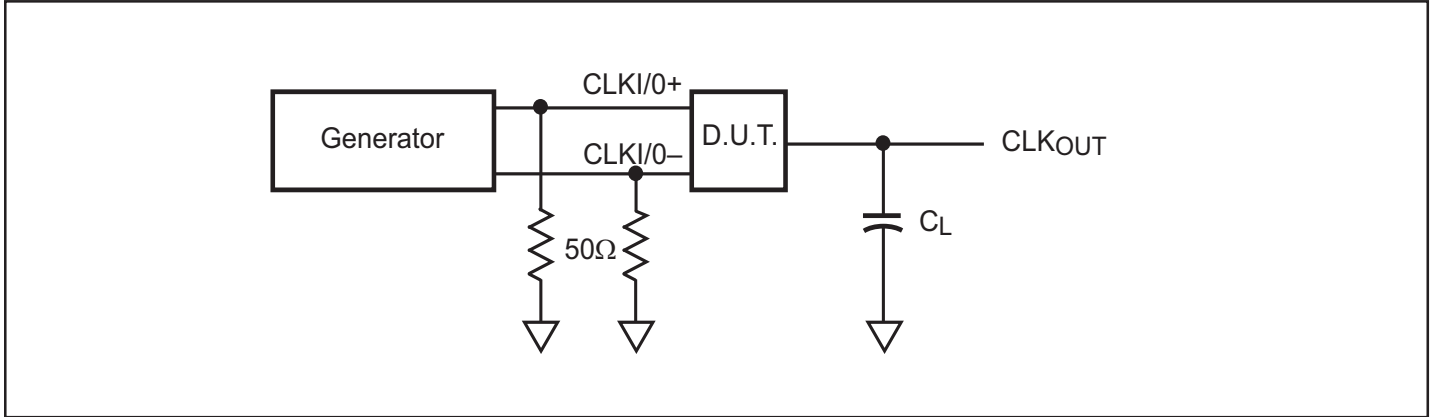 CLKI/0+
Generator
D.U.T.
CLKI/0–
CLKOUT
50Ω
CL